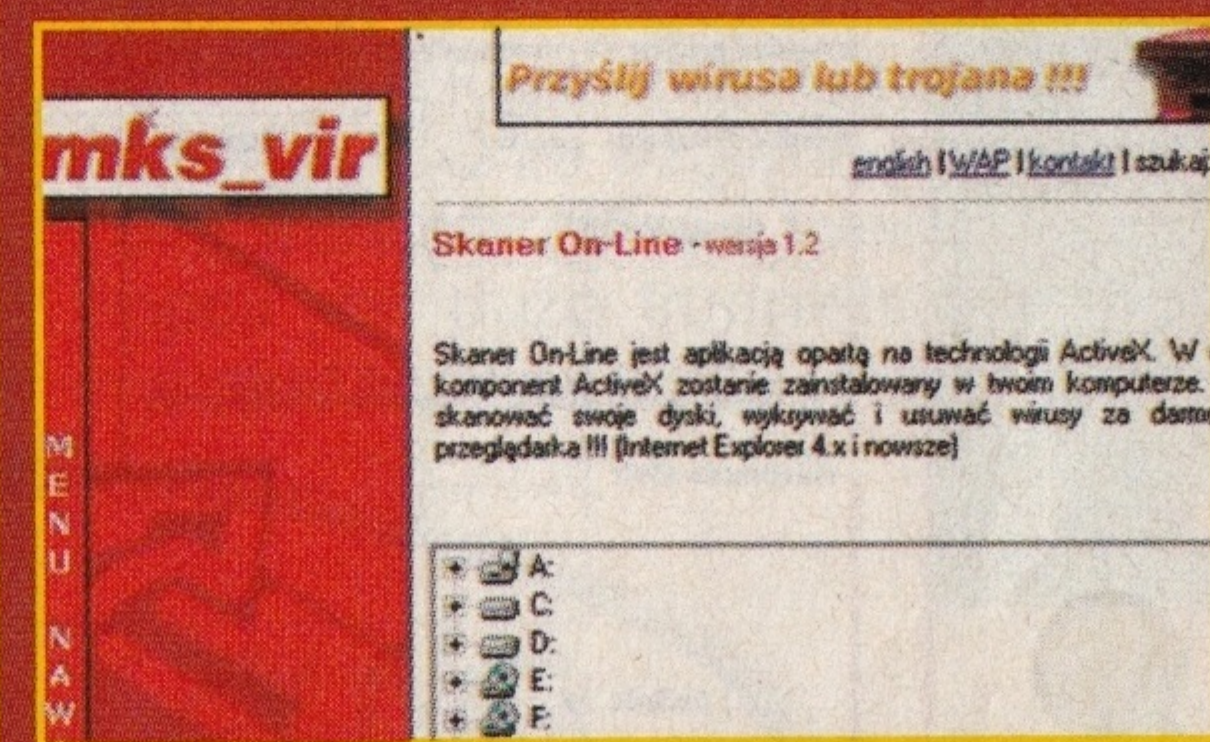 Przyślij wirusa lub trojana !!!
mks_vir
english | WAP | kontakt | szukaj
Skaner On-Line - wersja 1.2
Skaner On-Line jest aplikacją opartą na technologii ActiveX. W
komponent ActiveX zostanie zainstalowany w twoim komputerze.
skanować swoje dyski, wykrywać i usuwać wirusy za
przeglądarka !!! (Internet Explorer 4.x i nowsze)
MENU NAW
A:
C:
D:
E:
F: